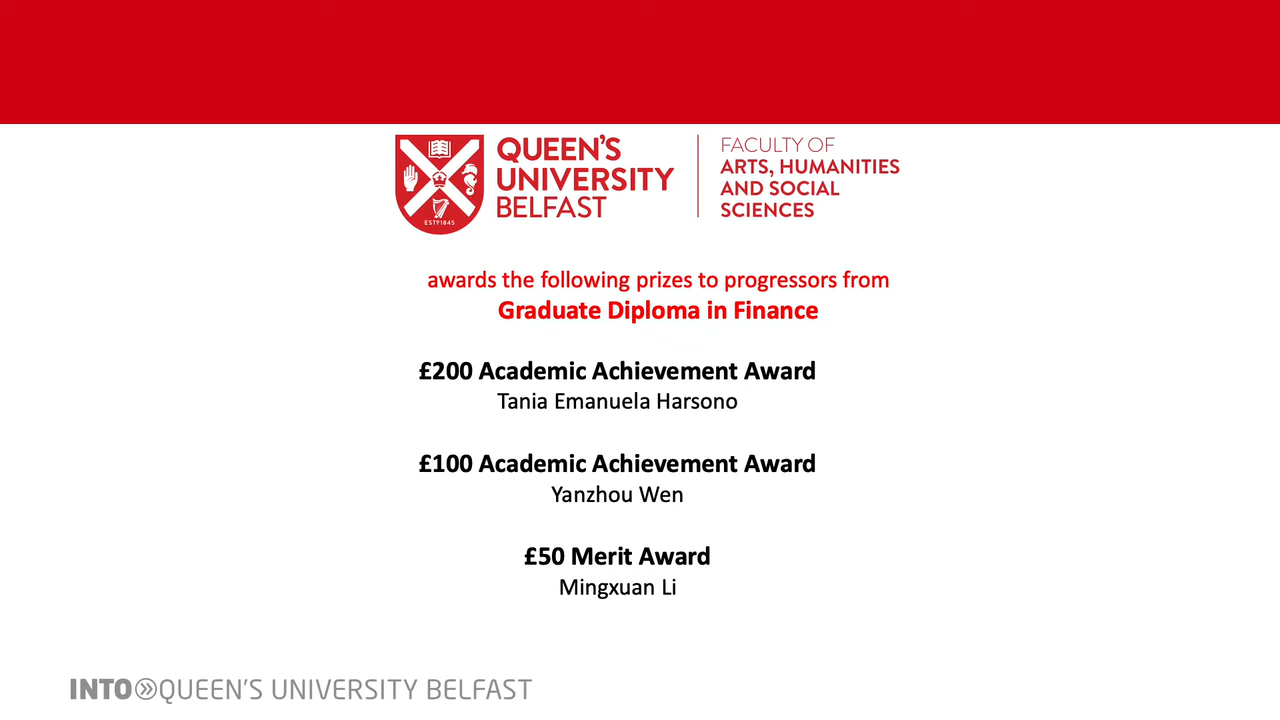 QUEEN'S
UNIVERSITY
BELFAST
ESTD1845
FACULTY OF
ARTS, HUMANITIES
AND SOCIAL
SCIENCES
awards the following prizes to progressors from
Graduate Diploma in Finance
£200 Academic Achievement Award
Tania Emanuela Harsono
£100 Academic Achievement Award
Yanzhou Wen
£50 Merit Award
Mingxuan Li
INTO QUEEN'S UNIVERSITY BELFAST